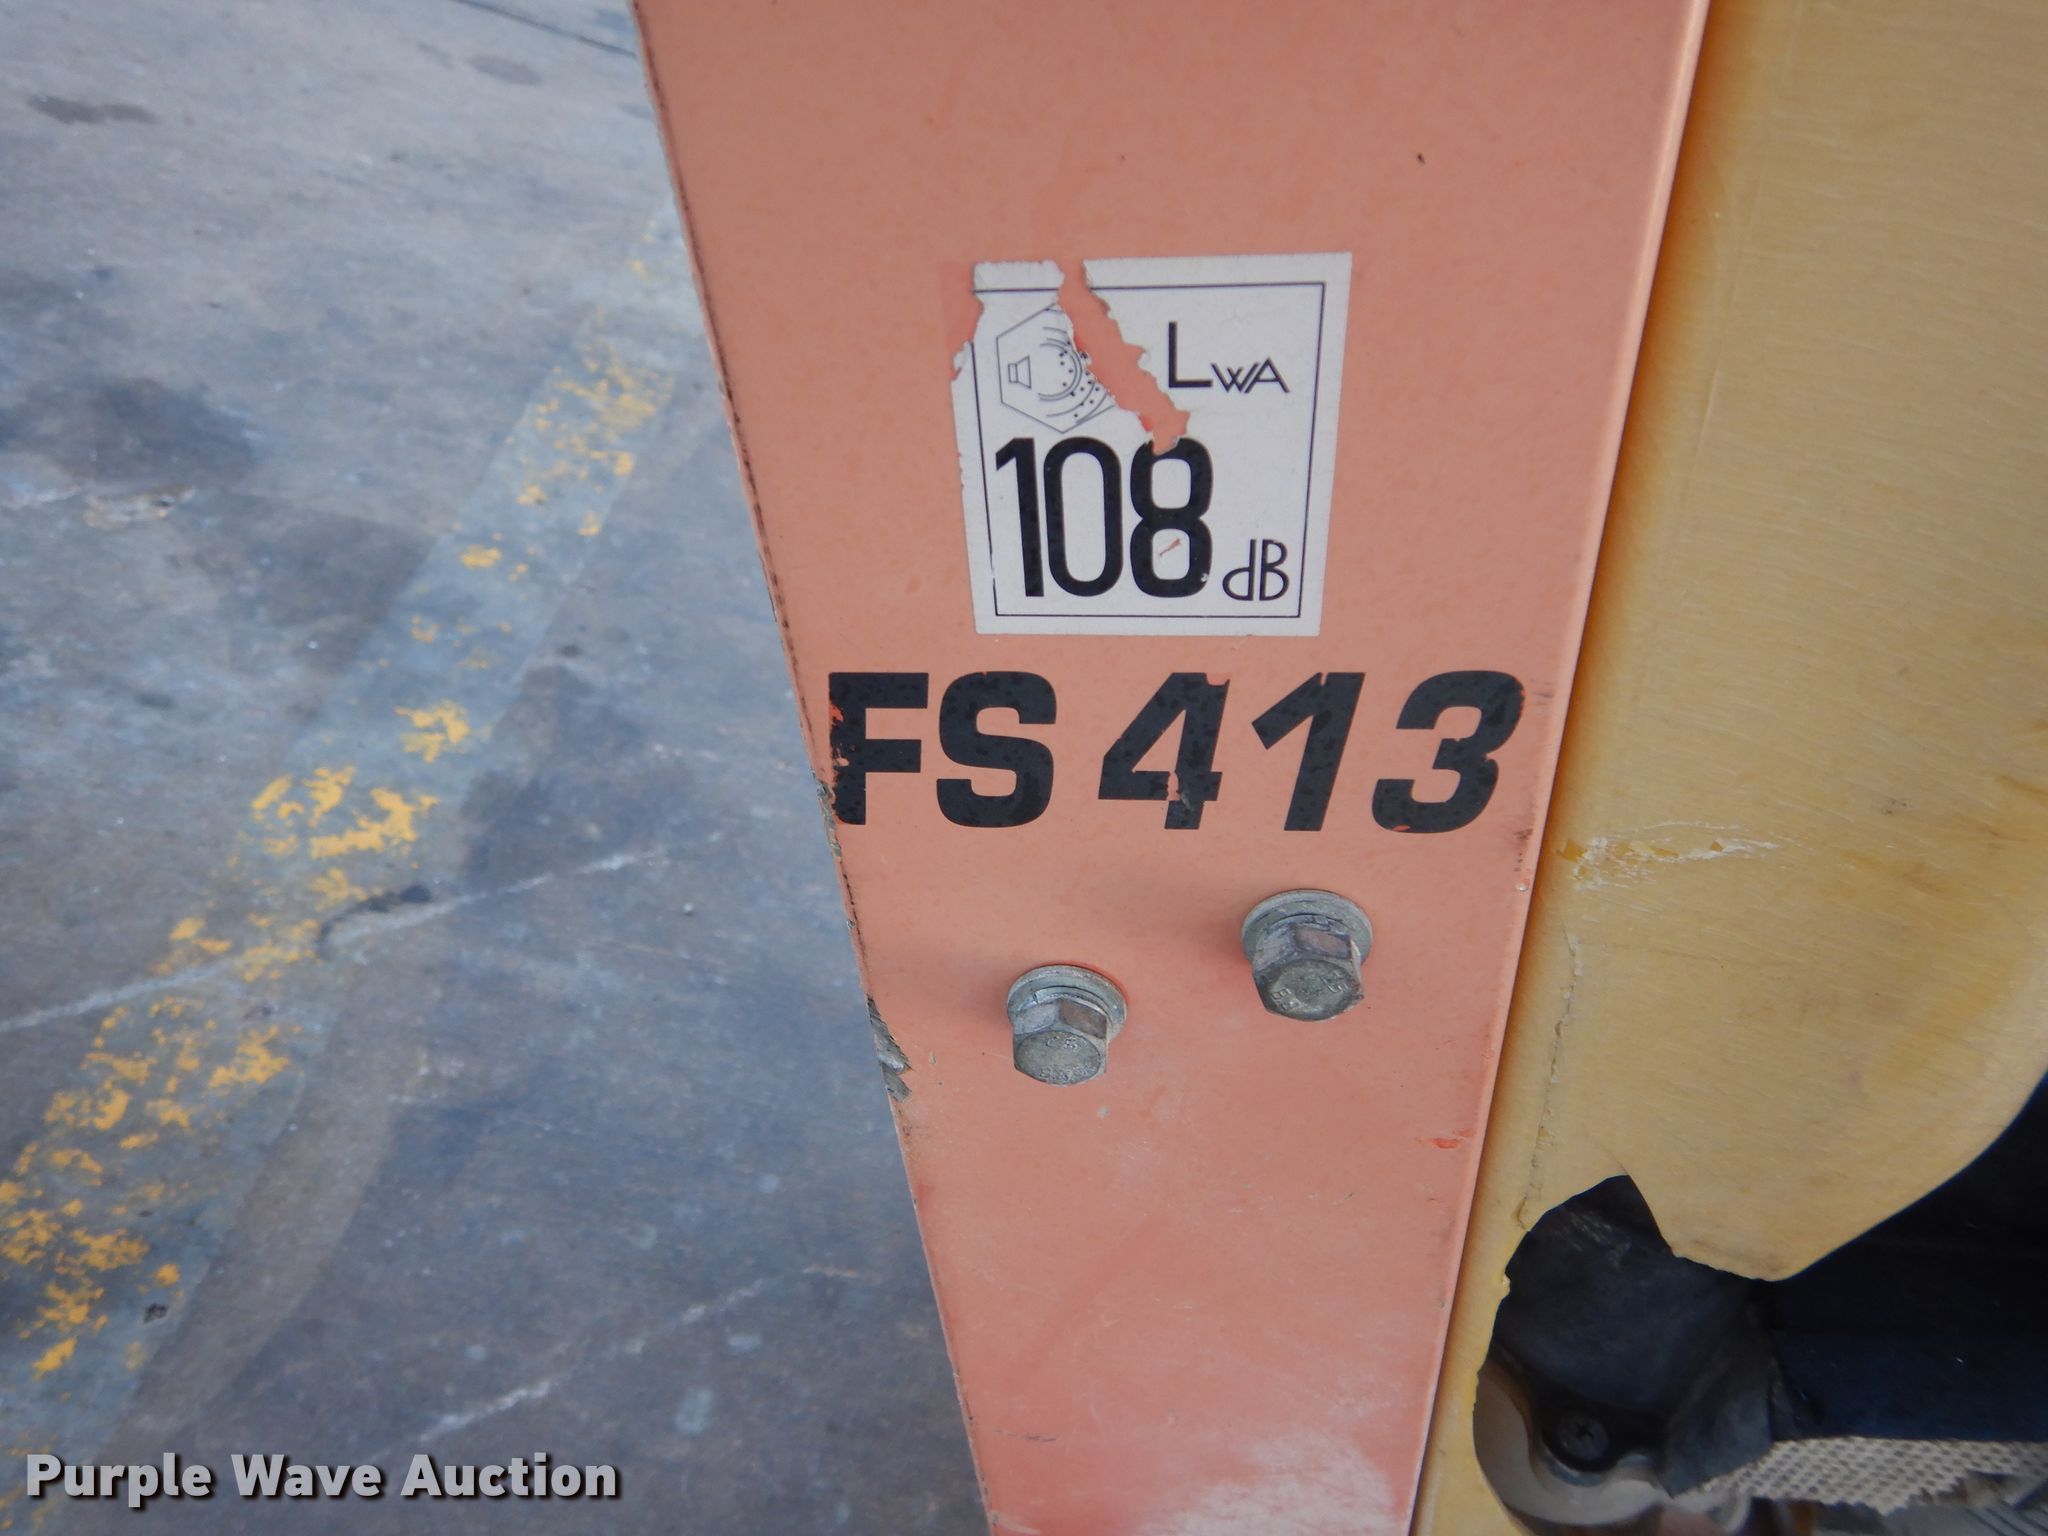 LWA
108 dB
FS 413
Purple Wave Auction